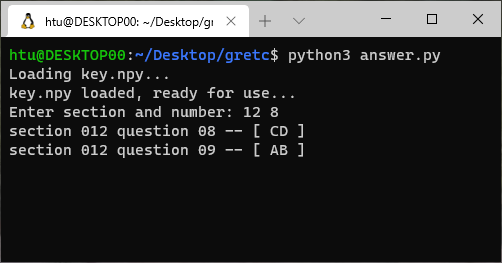 htu@DESKTOP00: ~/Desktop/gre
htu@DESKTOP00:~/Desktop/gretc$ python3 answer.py
Loading key.npy...
key.npy loaded, ready for use...
Enter section and number: 12 8
section 012 question 08 -- [ CD ]
section 012 question 09 -- [ AB ]